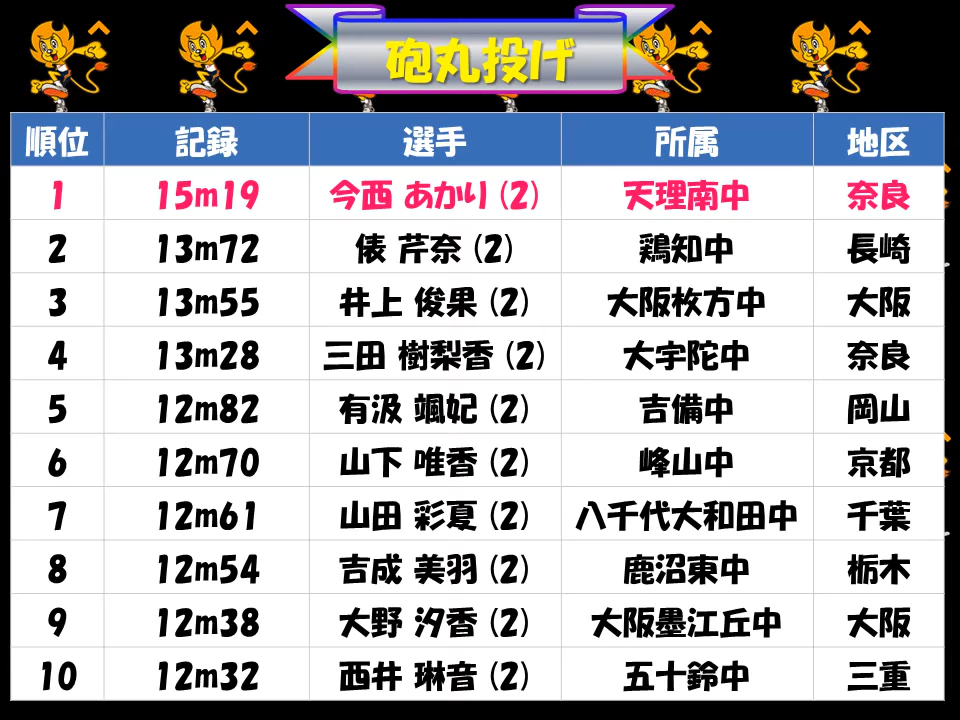 砲丸投げ
順位 記録 選手 所属 地区
1 15m19 今西 あかり (2) 天理南中 奈良
2 13m72 俵 芹奈 (2) 鶏知中 長崎
3 13m55 井上 俊果 (2) 大阪枚方中 大阪
4 13m28 三田 樹梨香 (2) 大宇陀中 奈良
5 12m82 有汲 颯妃 (2) 吉備中 岡山
6 12m70 山下 唯香 (2) 峰山中 京都
7 12m61 山田 彩夏 (2) 八千代大和田中 千葉
8 12m54 吉成 美羽 (2) 鹿沼東中 栃木
9 12m38 大野 汐香 (2) 大阪墨江丘中 大阪
10 12m32 西井 琳音 (2) 五十鈴中 三重